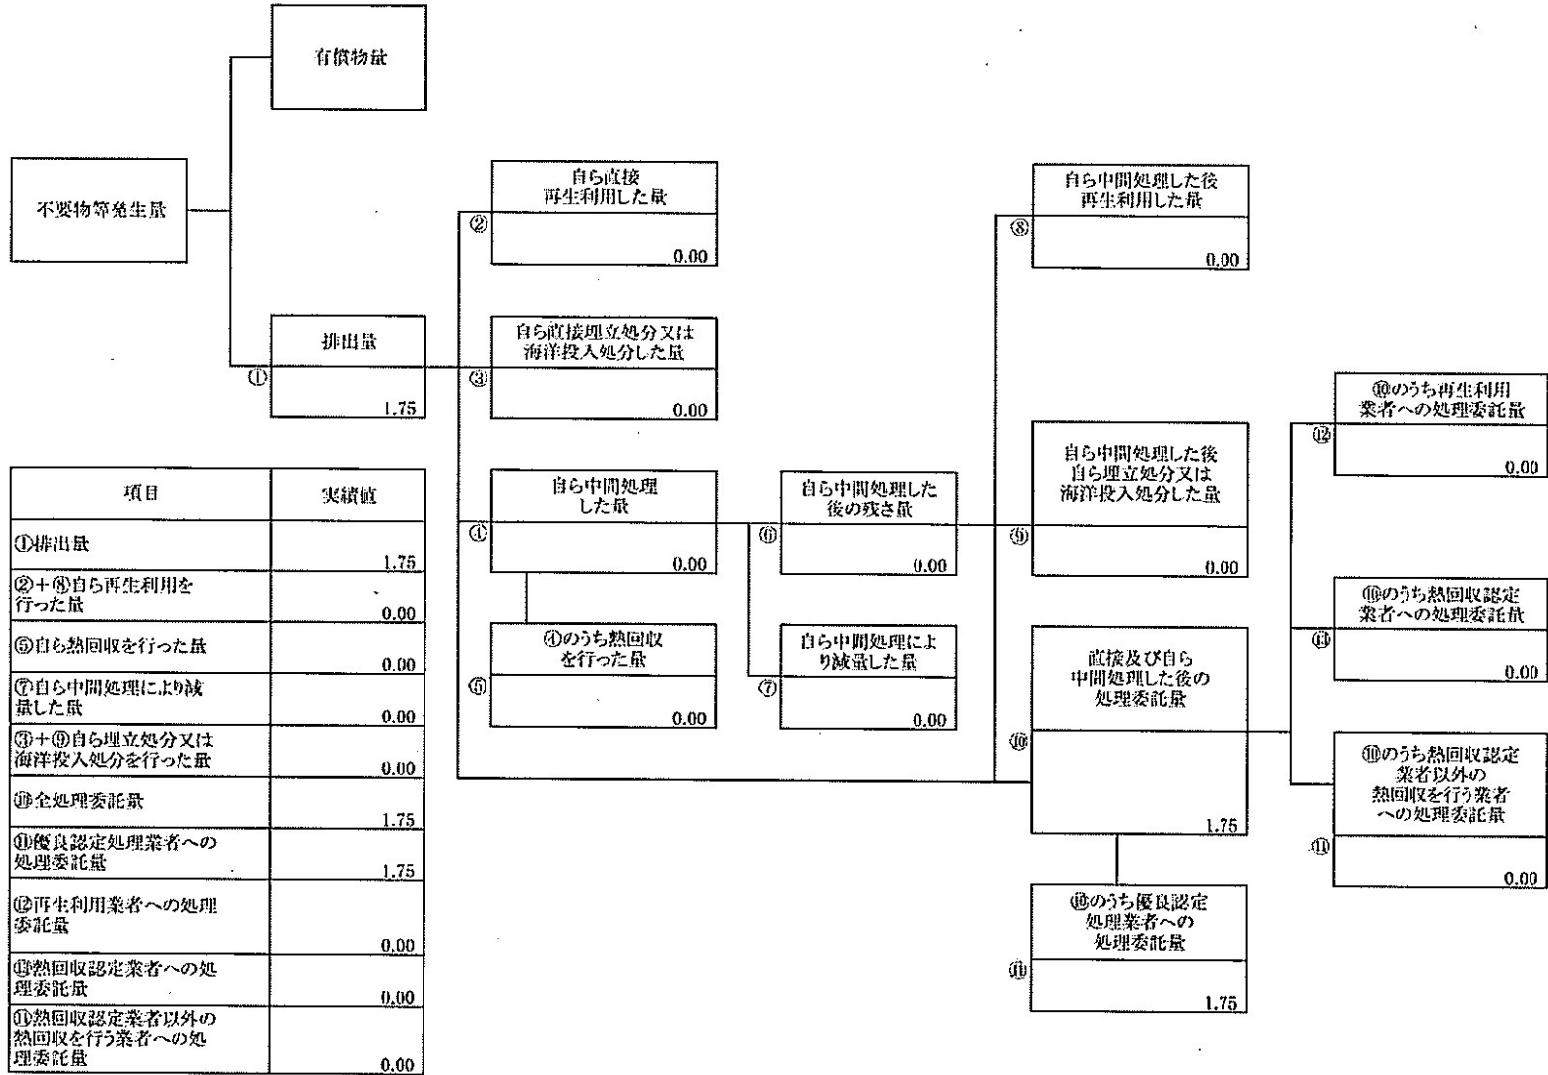 有償物量
不要物等発生量
排出量
①
1.75
自ら直接
再生利用した量
②
0.00
自ら直接埋立処分又は
海洋投入処分した量
③
0.00
自ら中間処理
した量
④
0.00
④のうち熱回収
を行った量
⑤
0.00
自ら中間処理した
後の残さ量
⑥
0.00
自ら中間処理によ
り減量した量
⑦
0.00
自ら中間処理した後
再生利用した量
⑧
0.00
自ら中間処理した後
自ら埋立処分又は
海洋投入処分した量
⑨
0.00
直接及び自ら
中間処理した後の
処理委託量
⑩
1.75
⑩のうち優良認定
処理業者への
処理委託量
⑪
1.75
⑩のうち再生利用
業者への処理委託量
⑫
0.00
⑩のうち熱回収認定
業者への処理委託量
⑬
0.00
⑩のうち熱回収認定
業者以外の
熱回収を行う業者
への処理委託量
⑭
0.00
項目 実績値
①排出量 1.75
②+⑧自ら再生利用を
行った量 0.00
⑤自ら熱回収を行った量 0.00
⑦自ら中間処理により減
量した量 0.00
③+⑨自ら埋立処分又は
海洋投入処分を行った量 0.00
⑩全処理委託量 1.75
⑪優良認定処理業者への
処理委託量 1.75
⑫再生利用業者への処理
委託量 0.00
⑬熱回収認定業者への処
理委託量 0.00
⑭熱回収認定業者以外の
熱回収を行う業者への処
理委託量 0.00